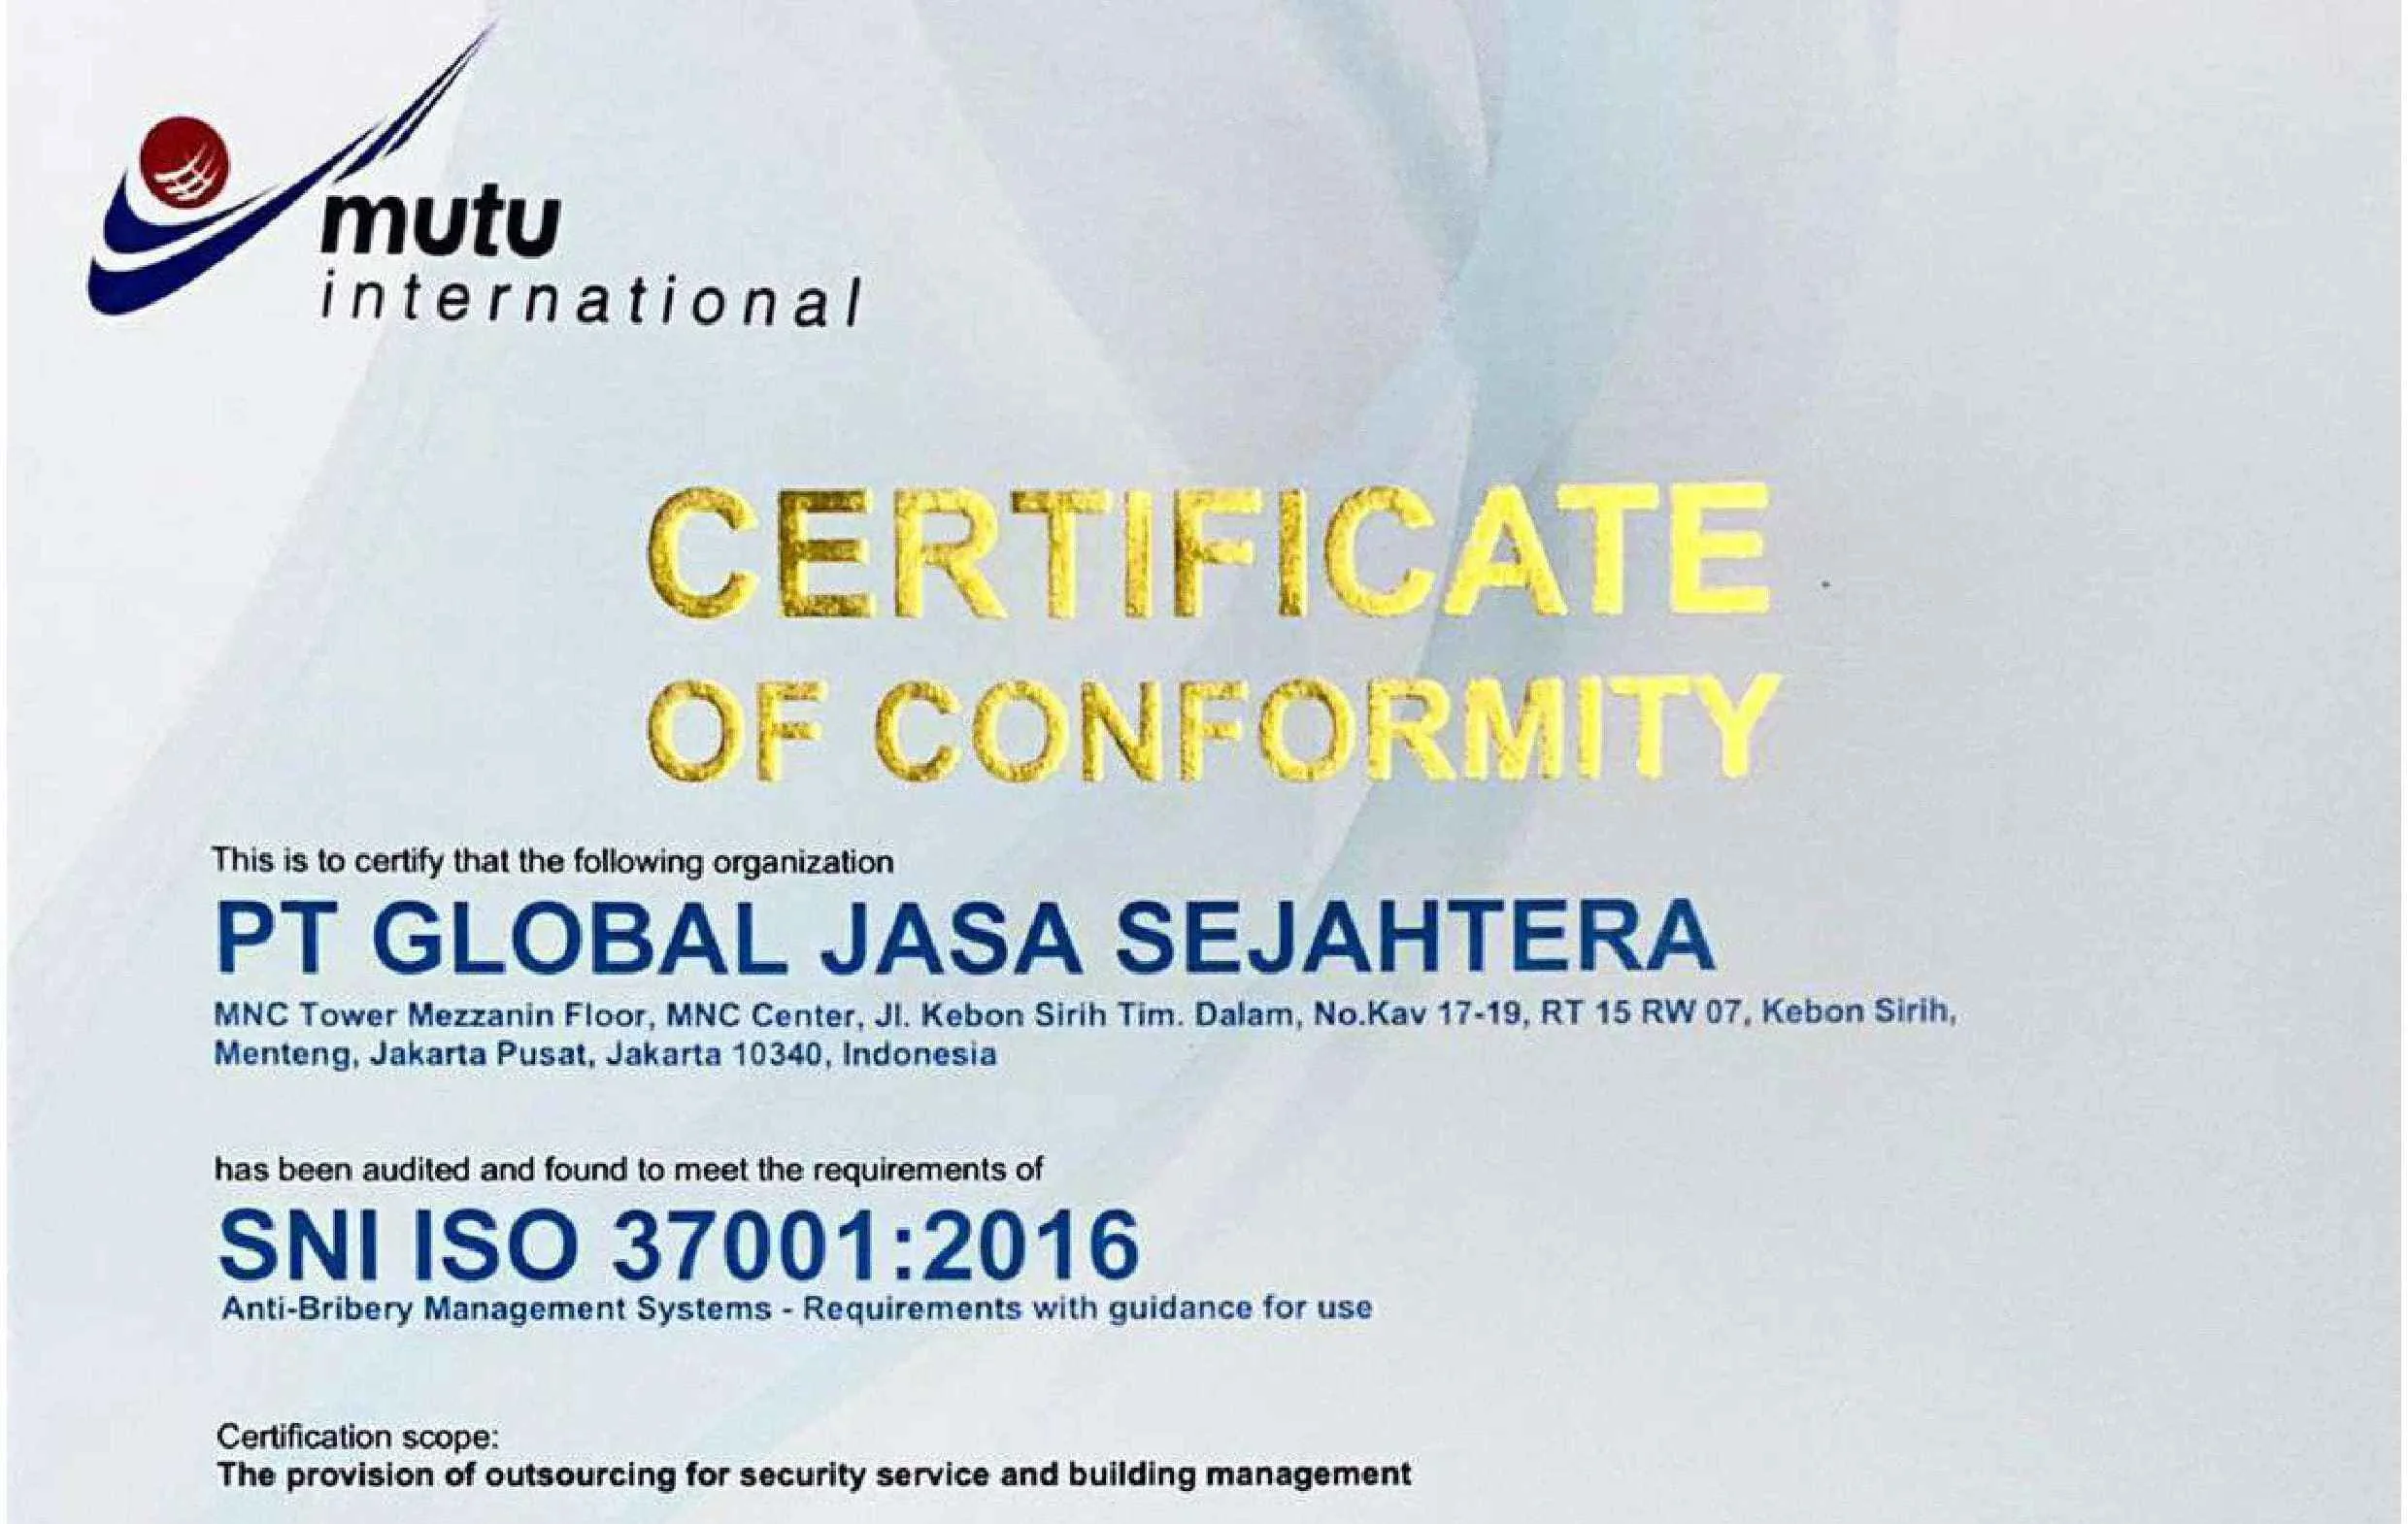 mutu
international
CERTIFICATE
OF CONFORMITY
This is to certify that the following organization
PT GLOBAL JASA SEJAHTERA
MNC Tower Mezzanin Floor, MNC Center, Jl. Kebon Sirih Tim. Dalam, No.Kav 17-19, RT 15 RW 07, Kebon Sirih,
Menteng, Jakarta Pusat, Jakarta 10340, Indonesia
has been audited and found to meet the requirements of
SNI ISO 37001:2016
Anti-Bribery Management Systems - Requirements with guidance for use
Certification scope:
The provision of outsourcing for security service and building management